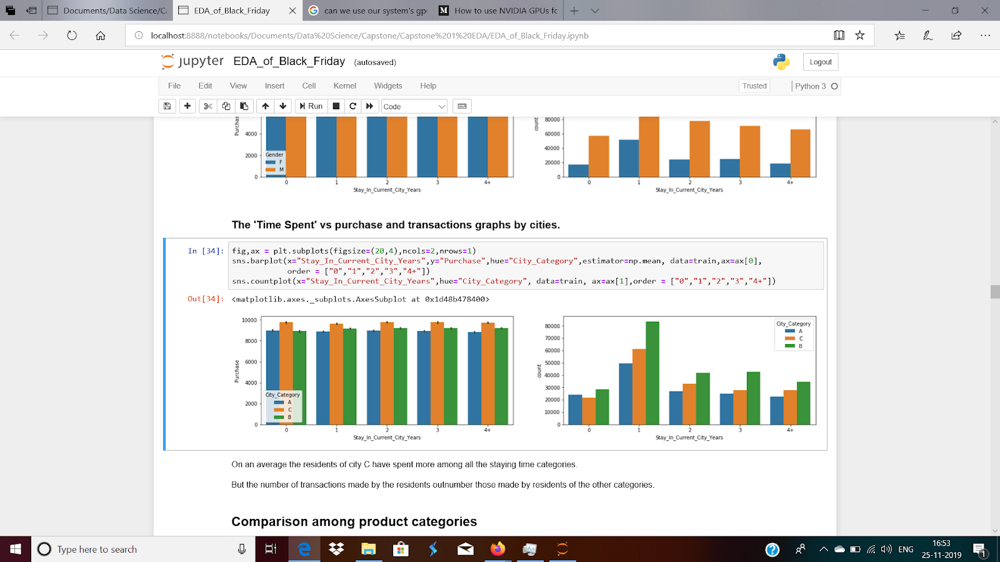 Documents/Data Science/C
EDA_of_Black_Friday
can we use our system's gp
M How to use NVIDIA GPUs fo
localhost:8888/notebooks/Documents/Data%20Science/Capstone/Capstone%201%20EDA/EDA_of_Black_Friday.ipynb
jupyter EDA_of_Black_Friday (autosaved)
Logout
File Edit View Insert Cell Kernel Widgets Help
Trusted Python 3
Run Code
Purchas
4000
2000
0
Gender
F
M
0 1 2 3 4+
Stay_In_Current_City_Years
count
80000
60000
40000
20000
0
0 1 2 3 4+
Stay_In_Current_City_Years
The 'Time Spent' vs purchase and transactions graphs by cities.
In [34]: fig,ax = plt.subplots(figsize=(20,4),ncols=2,nrows=1)
sns.barplot(x="Stay_In_Current_City_Years",y="Purchase",hue="City_Category",estimator=np.mean, data=train,ax=ax[0],
order = ["0","1","2","3","4+"])
sns.countplot(x="Stay_In_Current_City_Years",hue="City_Category", data=train, ax=ax[1],order = ["0","1","2","3","4+"])
Out[34]: <matplotlib.axes._subplots.AxesSubplot at 0x1d48b478400>
10000
8000
6000
4000
2000
0
Purchase
City_Category
A
C
B
0 1 2 3 4+
Stay_In_Current_City_Years
80000
70000
60000
50000
40000
30000
20000
10000
0
count
City_Category
A
C
B
0 1 2 3 4+
Stay_In_Current_City_Years
On an average the residents of city C have spent more among all the staying time categories.
But the number of transactions made by the residents outnumber those made by residents of the other categories.
Comparison among product categories
Type here to search
ENG
16:53
25-11-2019
1